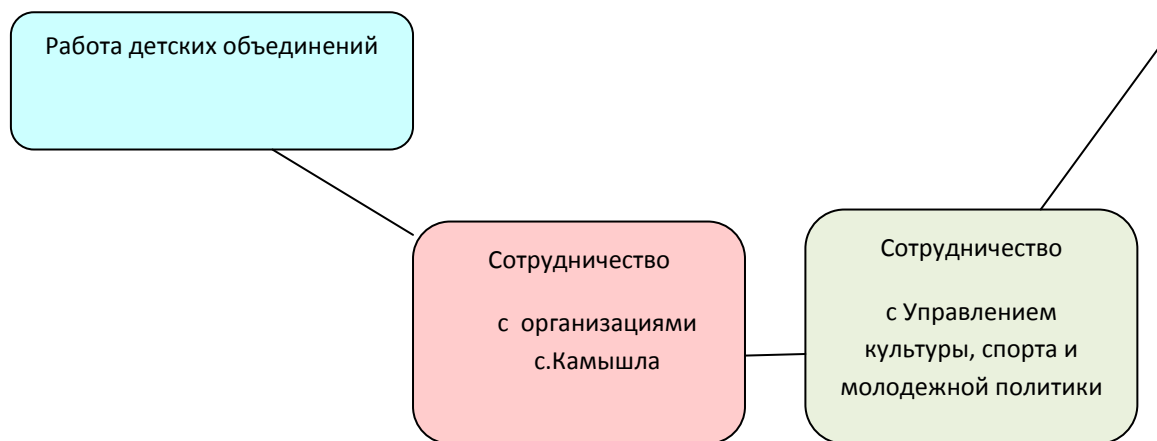 Работа детских объединений
Сотрудничество
с организациями
с.Камышла
Сотрудничество
с Управлением
культуры, спорта и
молодежной политики